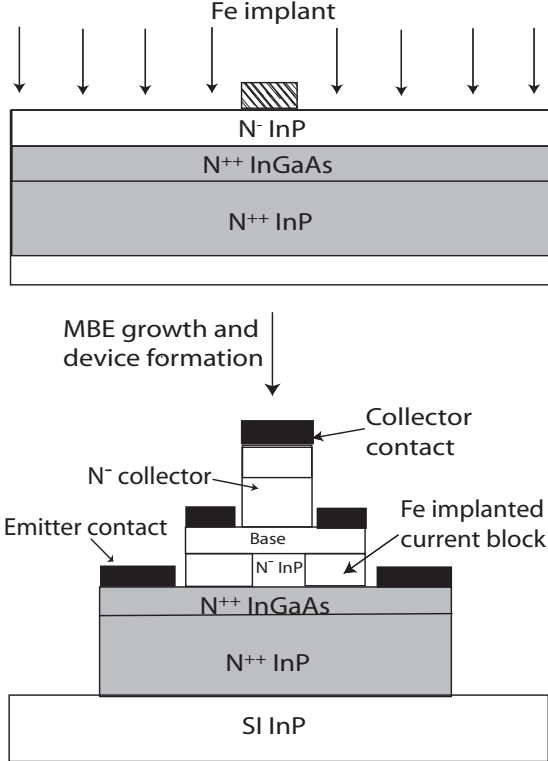 Fe implant
N⁻ InP
N⁺⁺ InGaAs
N⁺⁺ InP
MBE growth and
device formation
Collector
contact
N⁻ collector
Fe implanted
current block
Emitter contact
Base
N⁻ InP
N⁺⁺ InGaAs
N⁺⁺ InP
SI InP